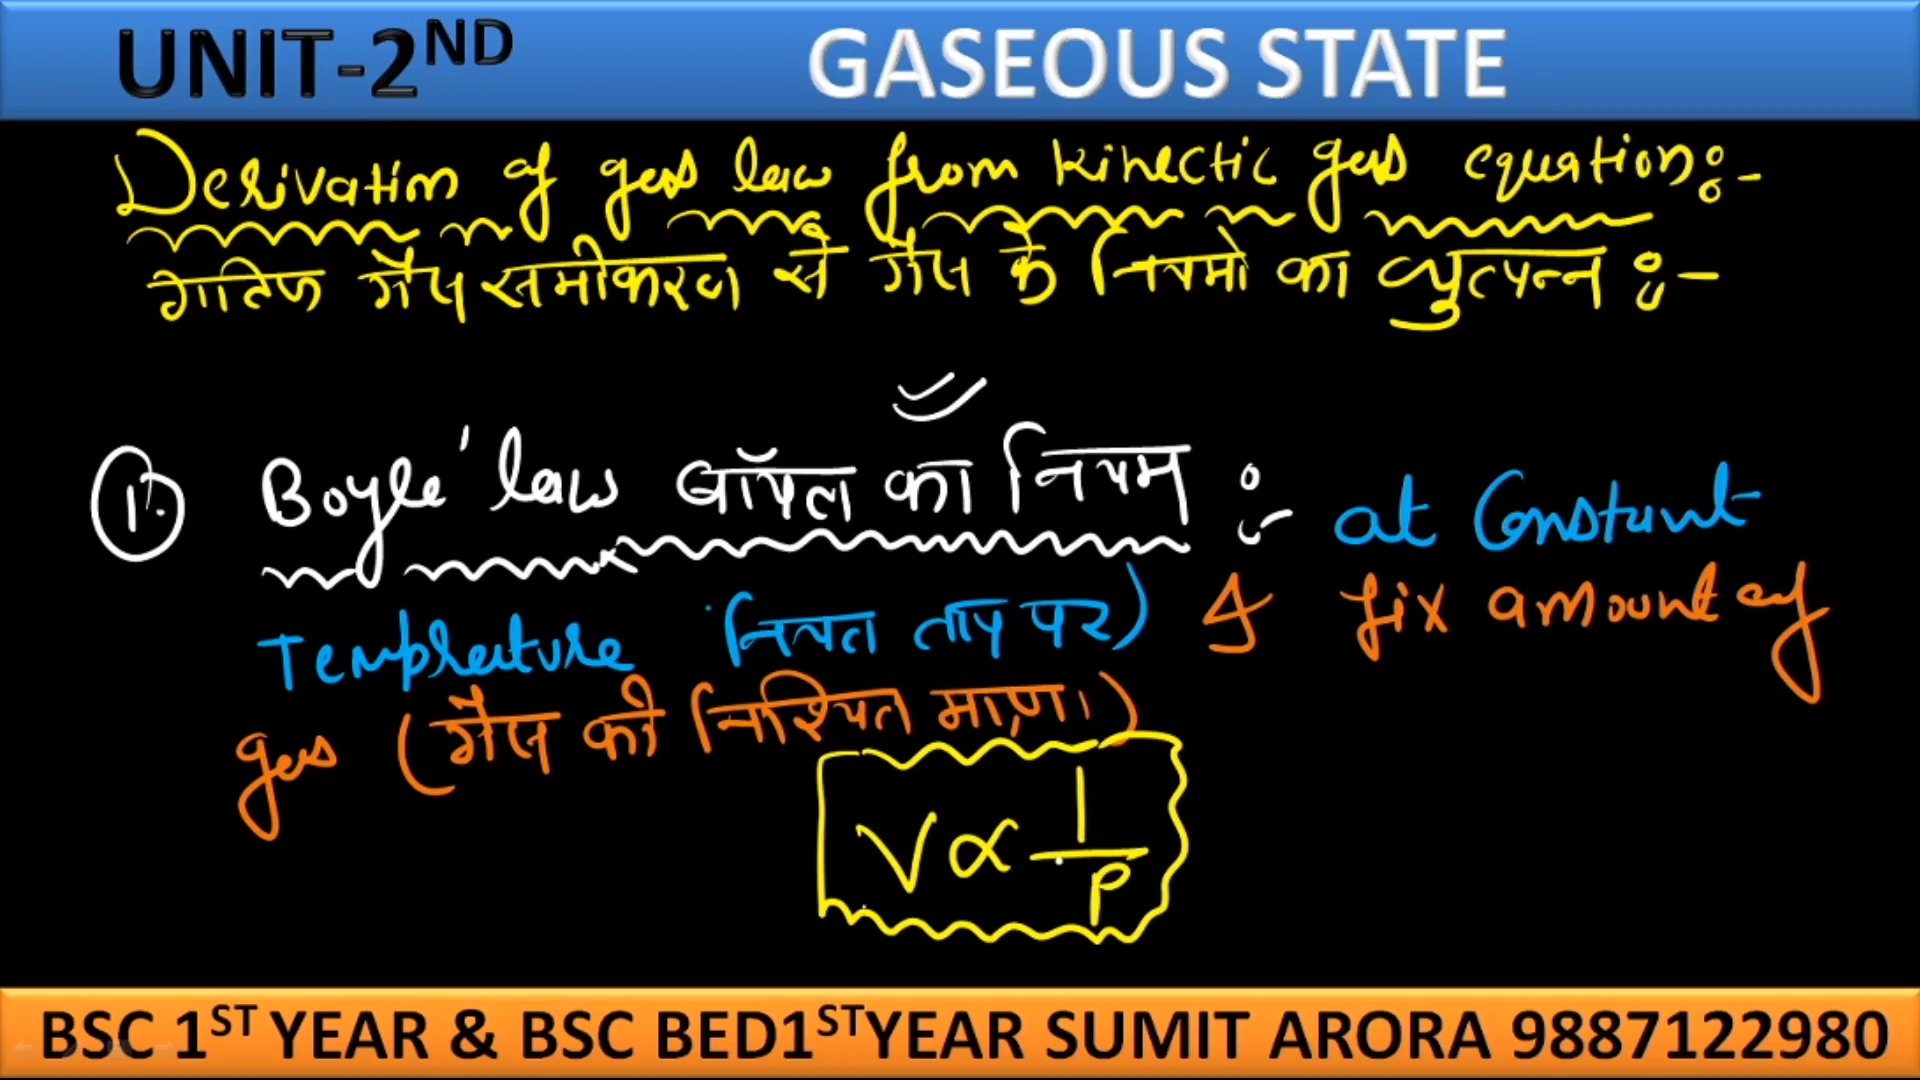 UNIT-2ND GASEOUS STATE
Derivation of gas law from kinectic gas equation:-
गतिज गैस समीकरण से गैस के नियमो का व्युत्पन्न :-
1. Boyle' law बॉयल का नियम :- at Constant
Temprature नियत ताप पर) & fix amount of
gas (गैस की निश्चित मात्रा)
V ∝ 1/P
BSC 1ST YEAR & BSC BED1STYEAR SUMIT ARORA 9887122980